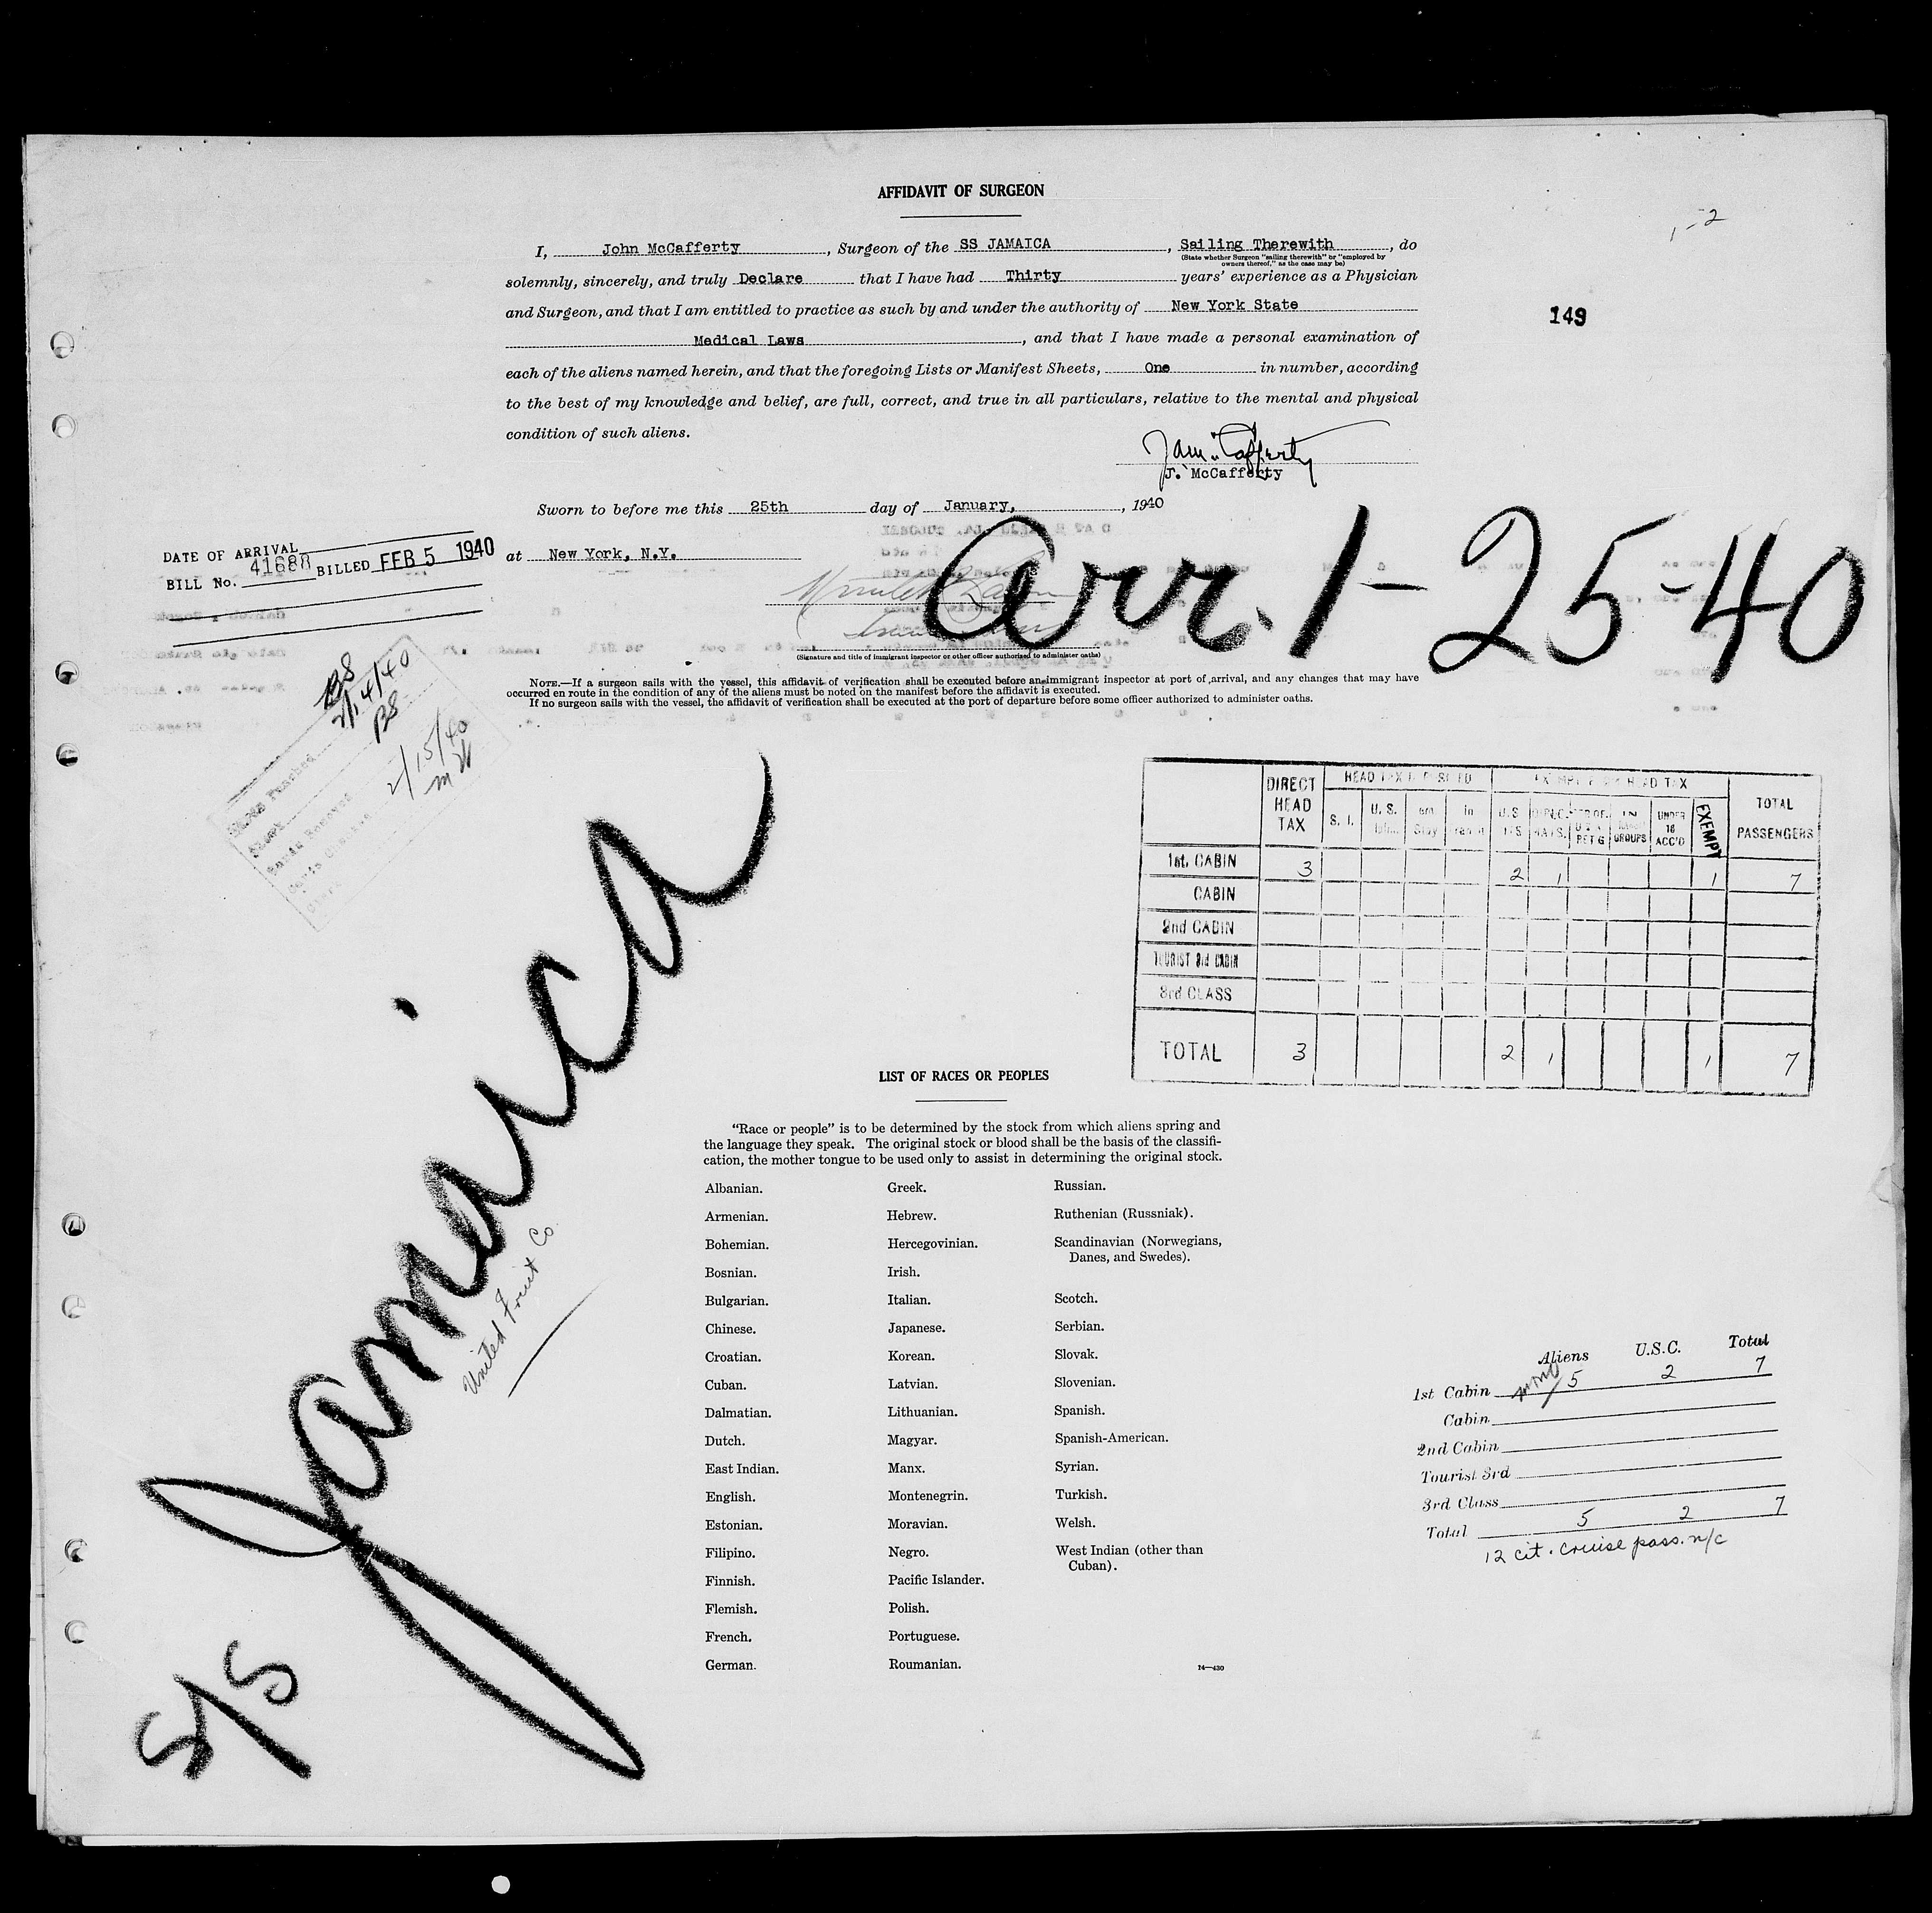 AFFIDAVIT OF SURGEON
1-2
I, John McCafferty, Surgeon of the SS JAMAICA, Sailing Therewith, do
(State whether Surgeon "sailing therewith" or "employed by
owners thereof," as the case may be)
solemnly, sincerely, and truly Declare that I have had Thirty years' experience as a Physician
and Surgeon, and that I am entitled to practice as such by and under the authority of New York State
149
Medical Laws, and that I have made a personal examination of
each of the aliens named herein, and that the foregoing Lists or Manifest Sheets, One in number, according
to the best of my knowledge and belief, are full, correct, and true in all particulars, relative to the mental and physical
condition of such aliens.
J. McCafferty
Sworn to before me this 25th day of January, 1940
at New York, N.Y.
DATE OF ARRIVAL
BILL No. 41688 BILLED FEB 5 1940
Arr. 1-25-40
(Signature and title of immigrant inspector or other officer authorized to administer oaths)
NOTE.—If a surgeon sails with the vessel, this affidavit of verification shall be executed before an immigrant inspector at port of arrival, and any changes that may have
occurred en route in the condition of any of the aliens must be noted on the manifest before the affidavit is executed.
If no surgeon sails with the vessel, the affidavit of verification shall be executed at the port of departure before some officer authorized to administer oaths.
BS
2/14/40
BS
2/15/40
DIRECT HEAD TAX
S. I.
U. S.
UNDER 16 ACC'D
GROUPS
EXEMPT
TOTAL PASSENGERS
1st. CABIN 3 2 1 1 7
CABIN
2nd CABIN
TOURIST 3rd CABIN
3rd CLASS
TOTAL 3 2 1 1 7
S/S Jamaica
United Fruit Co
LIST OF RACES OR PEOPLES
"Race or people" is to be determined by the stock from which aliens spring and
the language they speak. The original stock or blood shall be the basis of the classifi-
cation, the mother tongue to be used only to assist in determining the original stock.
Albanian.
Armenian.
Bohemian.
Bosnian.
Bulgarian.
Chinese.
Croatian.
Cuban.
Dalmatian.
Dutch.
East Indian.
English.
Estonian.
Filipino.
Finnish.
Flemish.
French.
German.
Greek.
Hebrew.
Hercegovinian.
Irish.
Italian.
Japanese.
Korean.
Latvian.
Lithuanian.
Magyar.
Manx.
Montenegrin.
Moravian.
Negro.
Pacific Islander.
Polish.
Portuguese.
Roumanian.
Russian.
Ruthenian (Russniak).
Scandinavian (Norwegians,
Danes, and Swedes).
Scotch.
Serbian.
Slovak.
Slovenian.
Spanish.
Spanish-American.
Syrian.
Turkish.
Welsh.
West Indian (other than
Cuban).
14—430
Aliens U.S.C. Total
1st Cabin 5 2 7
Cabin
2nd Cabin
Tourist 3rd
3rd Class
Total 5 2 7
12 cit. cruise pass. n/c